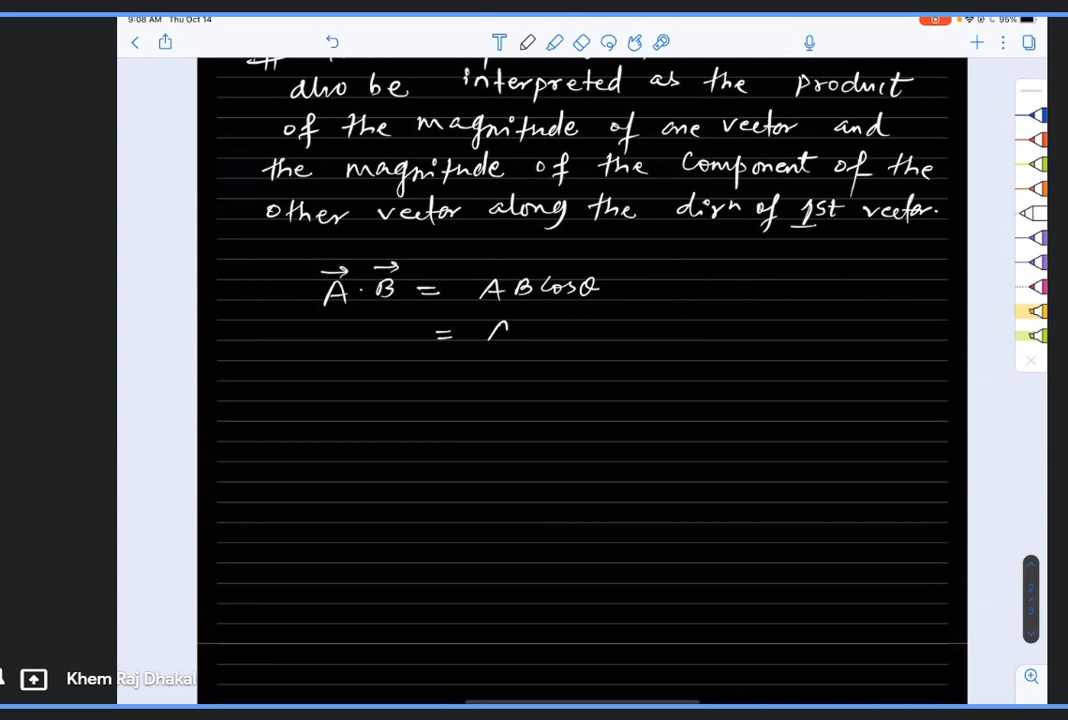 9:08 AM Thu Oct 14
95%
T
also be interpreted as the product
of the magnitude of one vector and
the magnitude of the component of the
other vector along the dirn of 1st vector.
A⃗ · B⃗ = A B Cosθ
=
2
/
3
Khem Raj Dhakal